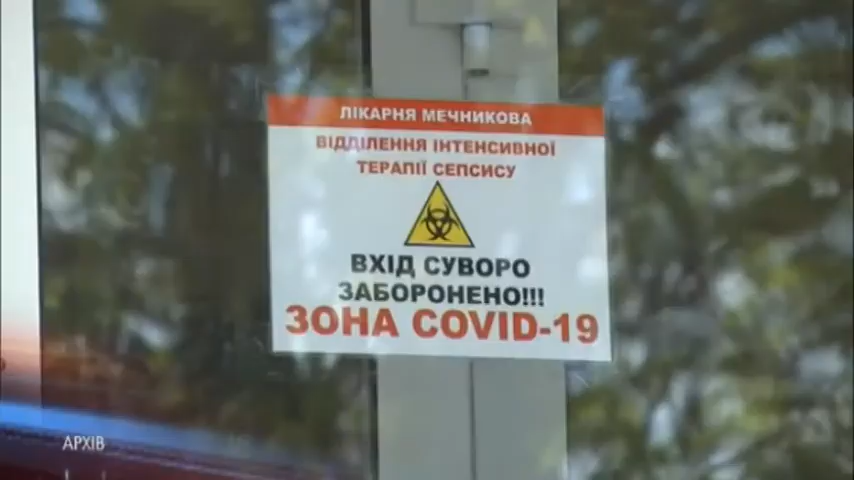 ЛІКАРНЯ МЕЧНИКОВА
ВІДДІЛЕННЯ ІНТЕНСИВНОЇ
ТЕРАПІЇ СЕПСИСУ
ВХІД СУВОРО
ЗАБОРОНЕНО!!!
ЗОНА COVID-19
АРХІВ